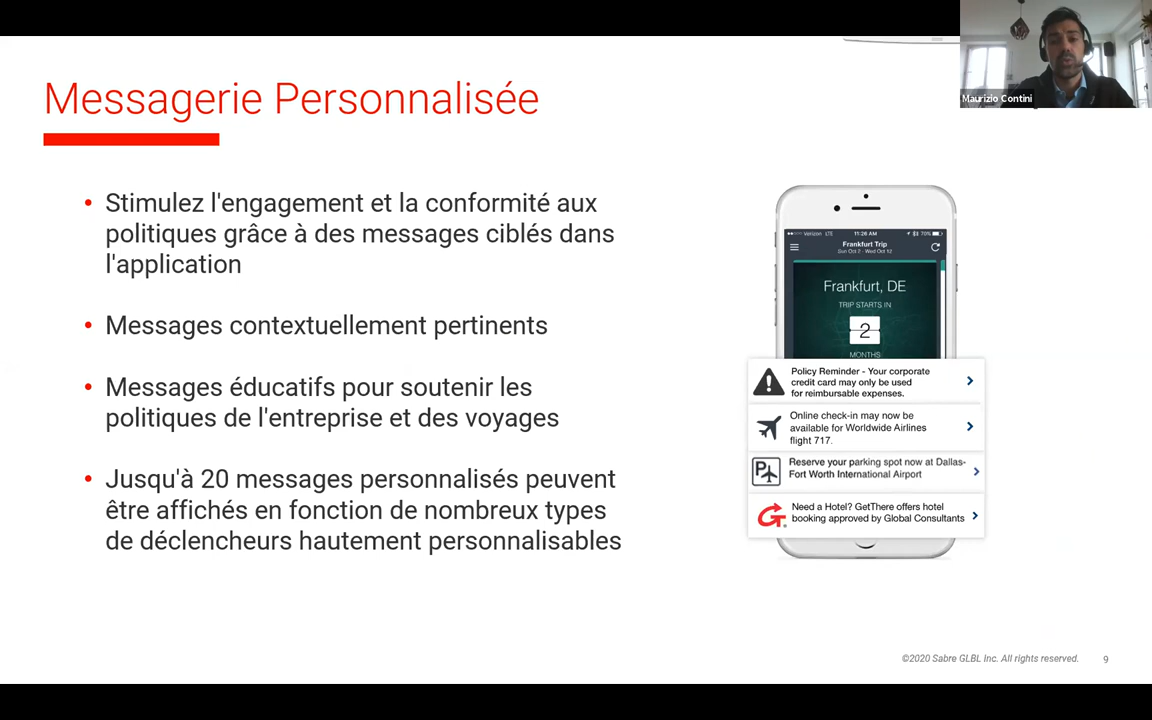 Messagerie Personnalisée
Maurizio Contini
• Stimulez l'engagement et la conformité aux
politiques grâce à des messages ciblés dans
l'application
• Messages contextuellement pertinents
• Messages éducatifs pour soutenir les
politiques de l'entreprise et des voyages
• Jusqu'à 20 messages personnalisés peuvent
être affichés en fonction de nombreux types
de déclencheurs hautement personnalisables
Verizon LTE 11:26 AM 70%
Frankfurt Trip
Sun Oct 2 - Wed Oct 12
Frankfurt, DE
TRIP STARTS IN
2
MONTHS
Policy Reminder - Your corporate
credit card may only be used
for reimbursable expenses.
Online check-in may now be
available for Worldwide Airlines
flight 717.
Reserve your parking spot now at Dallas-
Fort Worth International Airport
Need a Hotel? GetThere offers hotel
booking approved by Global Consultants
©2020 Sabre GLBL Inc. All rights reserved. 9